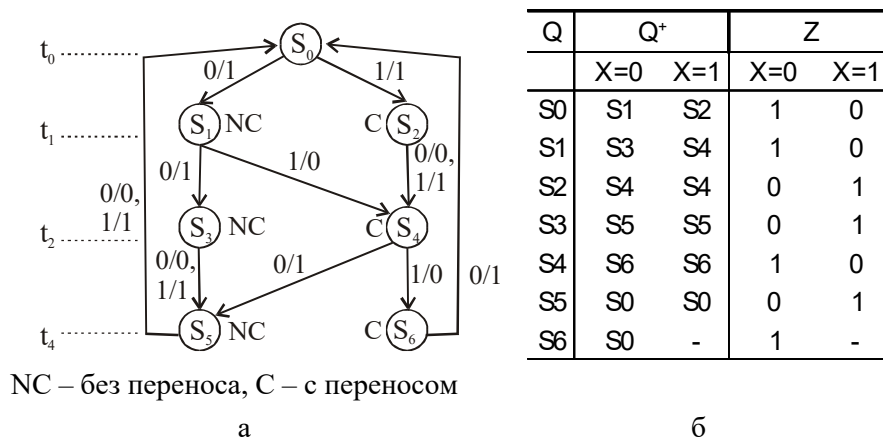 t₀ S₀
0/1 1/1
t₁ S₁ NC C S₂
0/1 1/0 0/0,
1/1
0/0,
1/1
t₂ S₃ NC C S₄
0/0,
1/1
0/1 1/0 0/1
t₄ S₅ NC C S₆
NC – без переноса, C – с переносом
а
Q Q⁺ Z
X=0 X=1 X=0 X=1
S0 S1 S2 1 0
S1 S3 S4 1 0
S2 S4 S4 0 1
S3 S5 S5 0 1
S4 S6 S6 1 0
S5 S0 S0 0 1
S6 S0 - 1 -
б